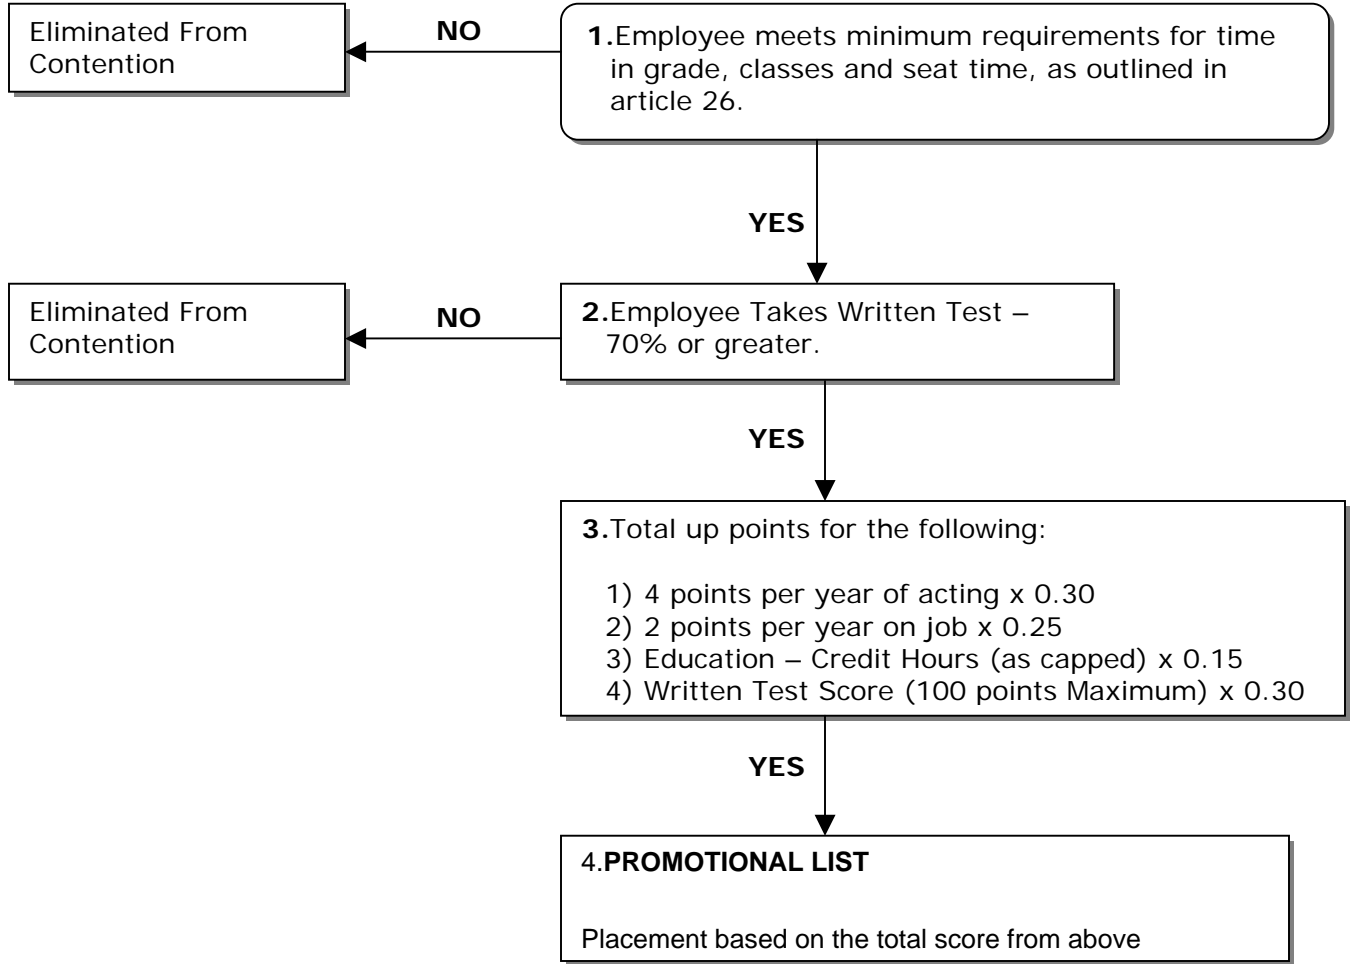 Eliminated From
Contention
NO
1.Employee meets minimum requirements for time
in grade, classes and seat time, as outlined in
article 26.
YES
Eliminated From
Contention
NO
2.Employee Takes Written Test –
70% or greater.
YES
3.Total up points for the following:
1) 4 points per year of acting x 0.30
2) 2 points per year on job x 0.25
3) Education – Credit Hours (as capped) x 0.15
4) Written Test Score (100 points Maximum) x 0.30
YES
4.PROMOTIONAL LIST
Placement based on the total score from above